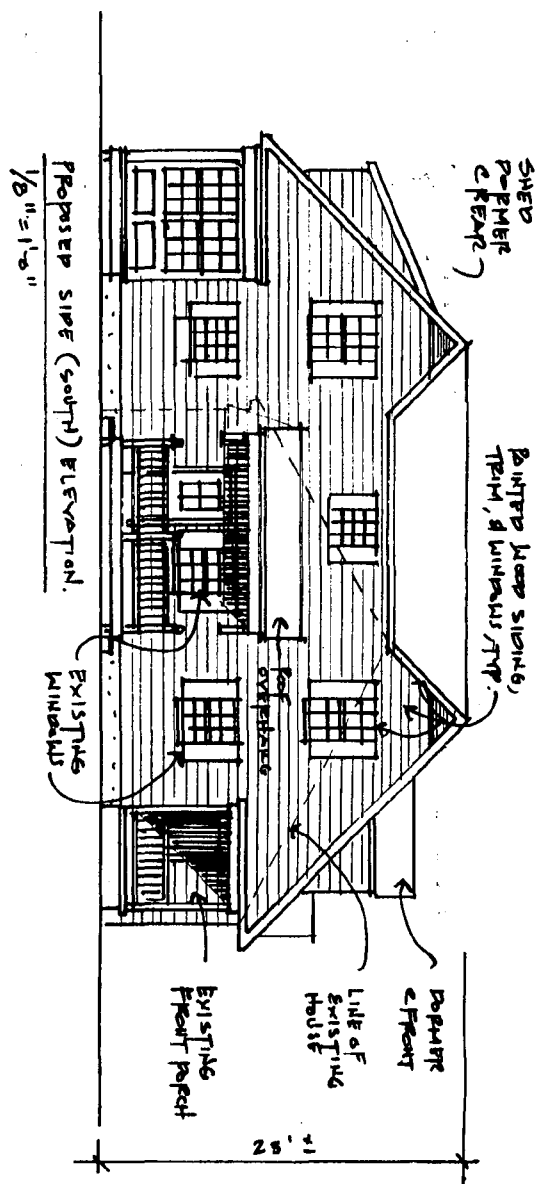 SHED
DORMER
@ REAR
PAINTED WOOD SIDING,
TRIM, & WINDOWS, TYP.
DORMER
@ FRONT
LINE OF
EXISTING
HOUSE
EXISTING
FRONT PORCH
28' ±
ROOF
OVERHANG
EXISTING
WINDOWS
PROPOSED SIDE (SOUTH) ELEVATION.
1/8" = 1'-0"